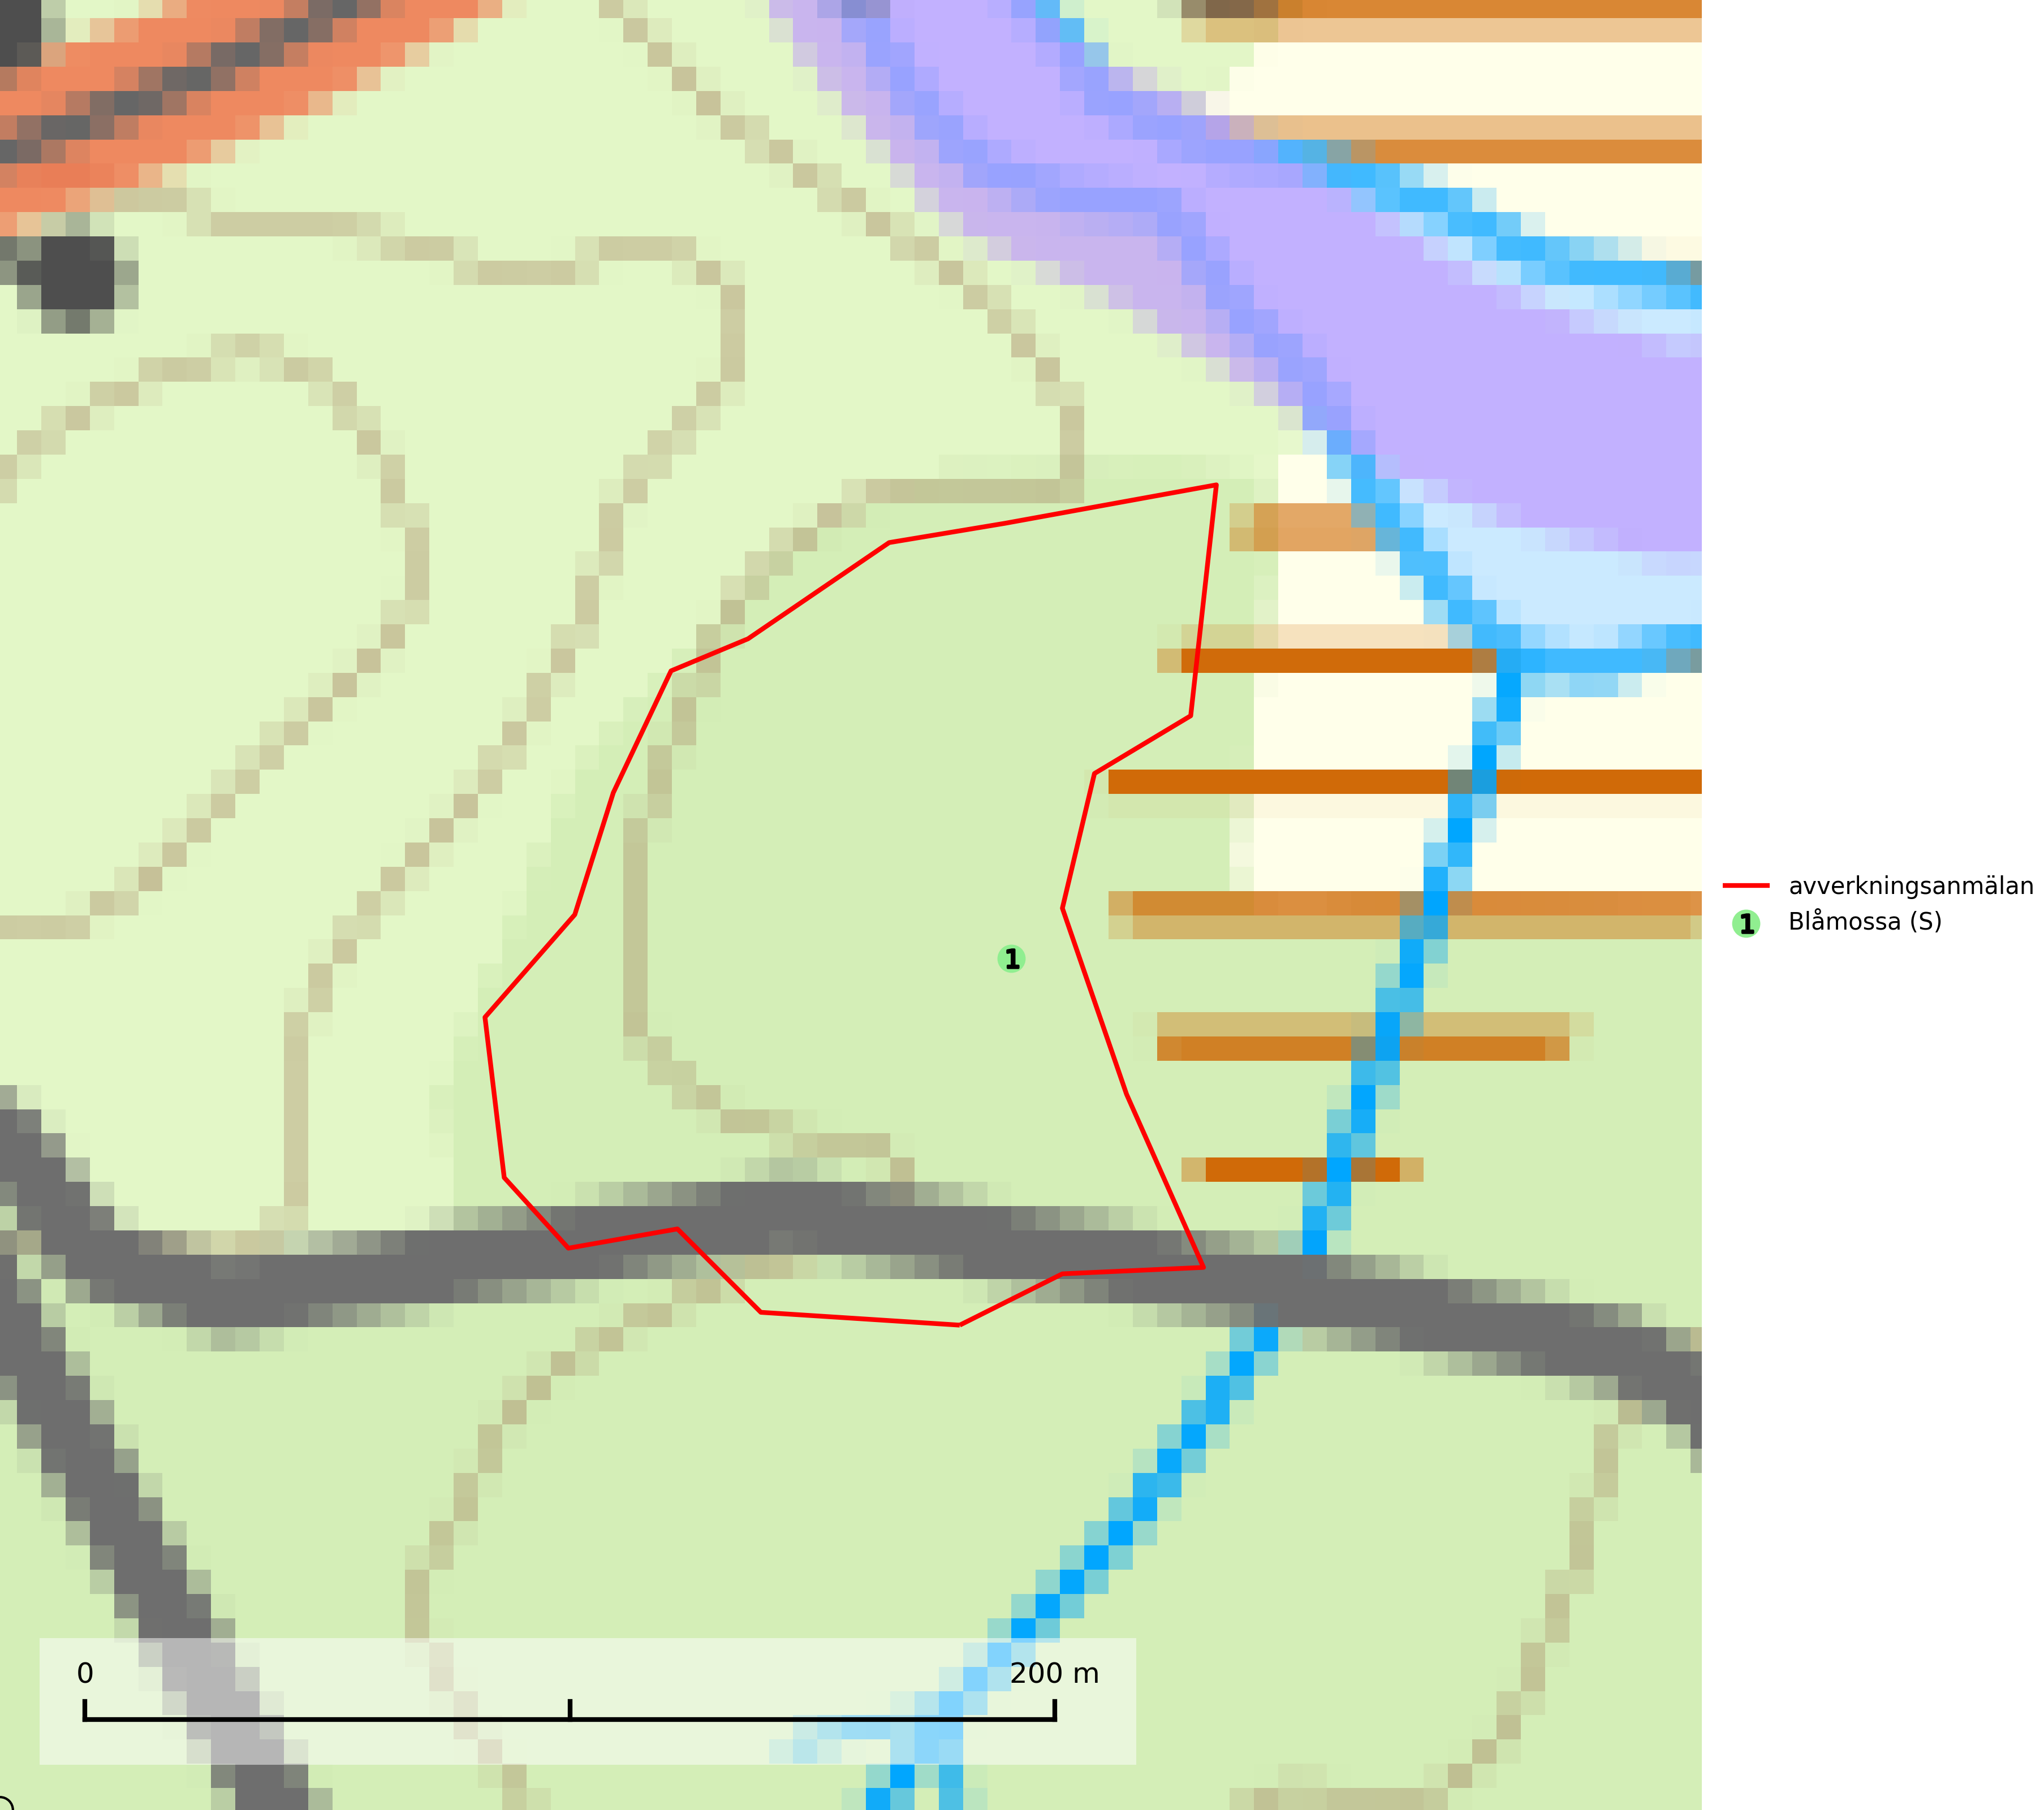 avverkningsanmälan
1 Blåmossa (S)
1
0 200 m